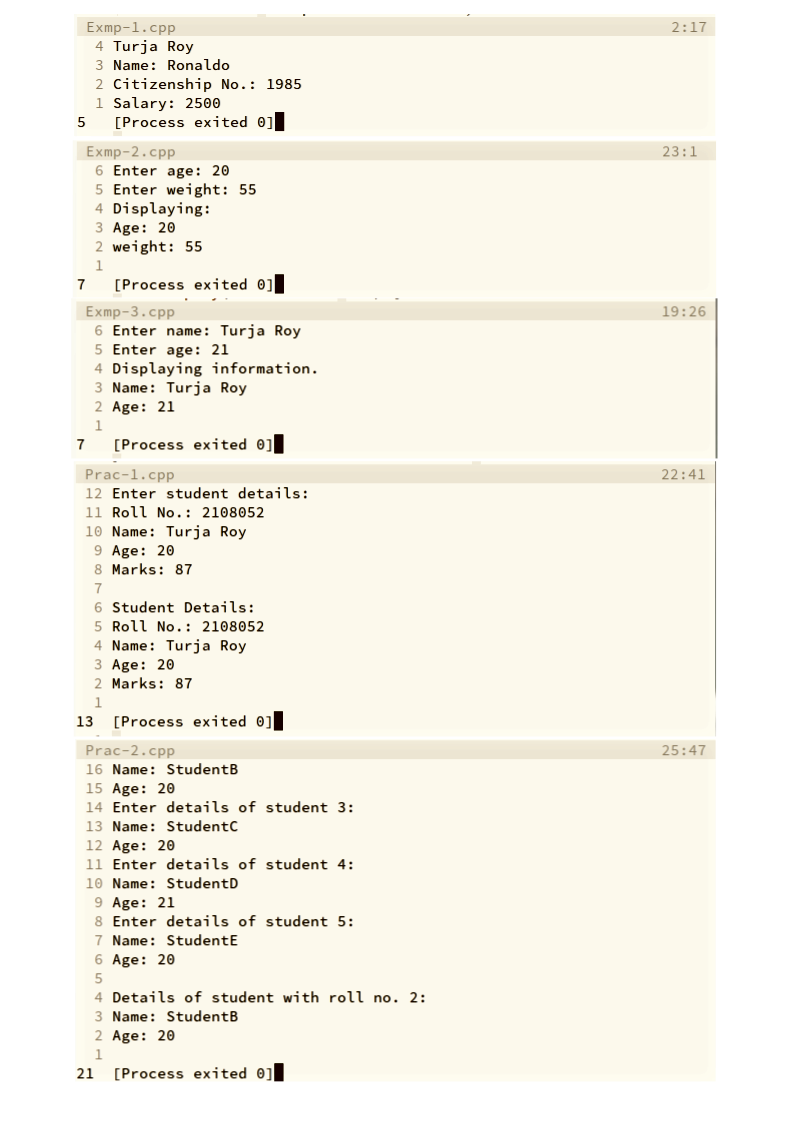 Exmp-1.cpp 2:17
4 Turja Roy
3 Name: Ronaldo
2 Citizenship No.: 1985
1 Salary: 2500
5 [Process exited 0]
Exmp-2.cpp 23:1
6 Enter age: 20
5 Enter weight: 55
4 Displaying:
3 Age: 20
2 weight: 55
1
7 [Process exited 0]
Exmp-3.cpp 19:26
6 Enter name: Turja Roy
5 Enter age: 21
4 Displaying information.
3 Name: Turja Roy
2 Age: 21
1
7 [Process exited 0]
Prac-1.cpp 22:41
12 Enter student details:
11 Roll No.: 2108052
10 Name: Turja Roy
9 Age: 20
8 Marks: 87
7
6 Student Details:
5 Roll No.: 2108052
4 Name: Turja Roy
3 Age: 20
2 Marks: 87
1
13 [Process exited 0]
Prac-2.cpp 25:47
16 Name: StudentB
15 Age: 20
14 Enter details of student 3:
13 Name: StudentC
12 Age: 20
11 Enter details of student 4:
10 Name: StudentD
9 Age: 21
8 Enter details of student 5:
7 Name: StudentE
6 Age: 20
5
4 Details of student with roll no. 2:
3 Name: StudentB
2 Age: 20
1
21 [Process exited 0]